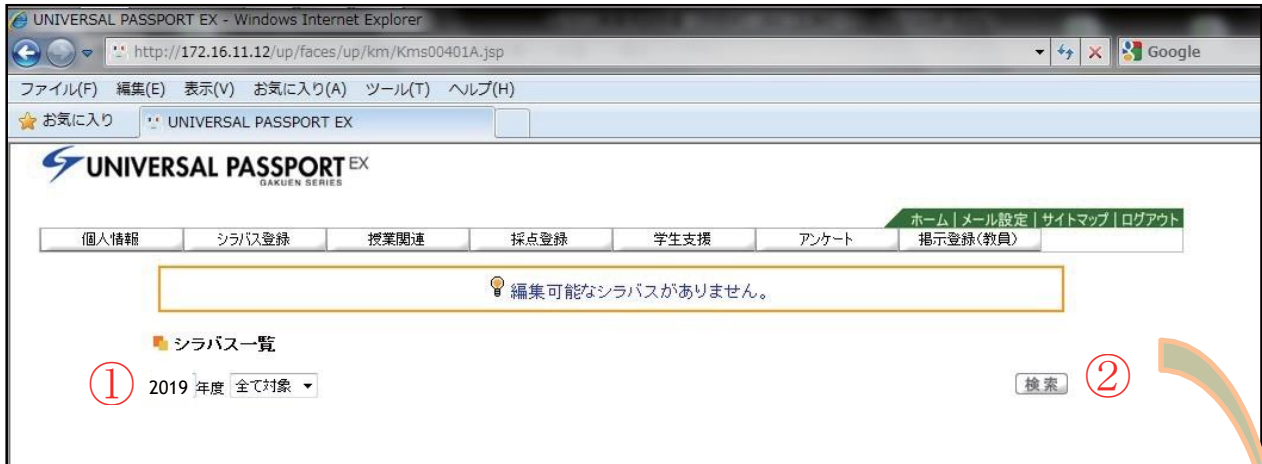 UNIVERSAL PASSPORT EX - Windows Internet Explorer
http://172.16.11.12/up/faces/up/km/Kms00401A.jsp
Google
ファイル(F) 編集(E) 表示(V) お気に入り(A) ツール(T) ヘルプ(H)
お気に入り UNIVERSAL PASSPORT EX
UNIVERSAL PASSPORT EX
GAKUEN SERIES
ホーム | メール設定 | サイトマップ | ログアウト
個人情報 シラバス登録 授業関連 採点登録 学生支援 アンケート 掲示登録(教員)
編集可能なシラバスがありません。
シラバス一覧
① 2019 年度 全て対象 検索 ②